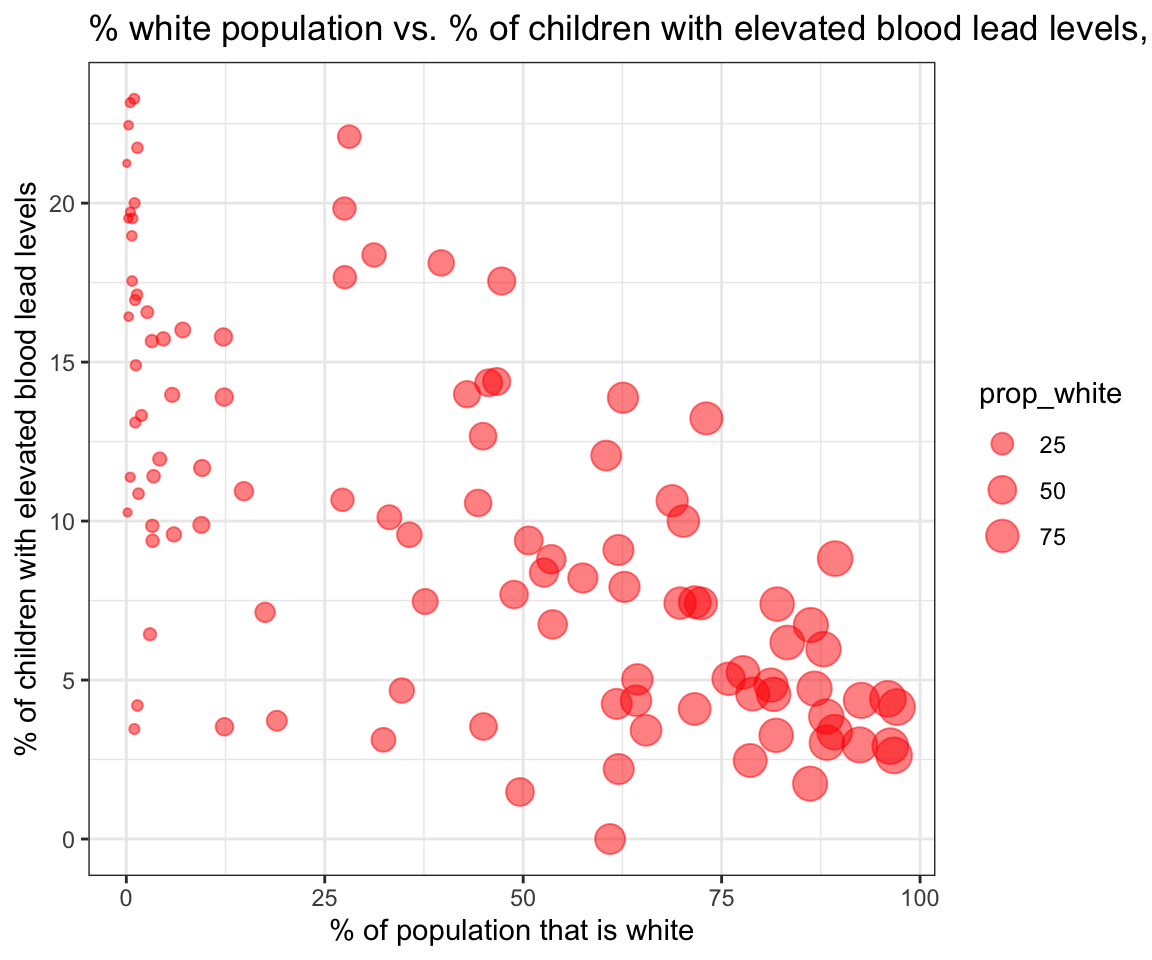 % white population vs. % of children with elevated blood lead levels,
% of children with elevated blood lead levels
20
15
10
5
0
0 25 50 75 100
% of population that is white
prop_white
25
50
75